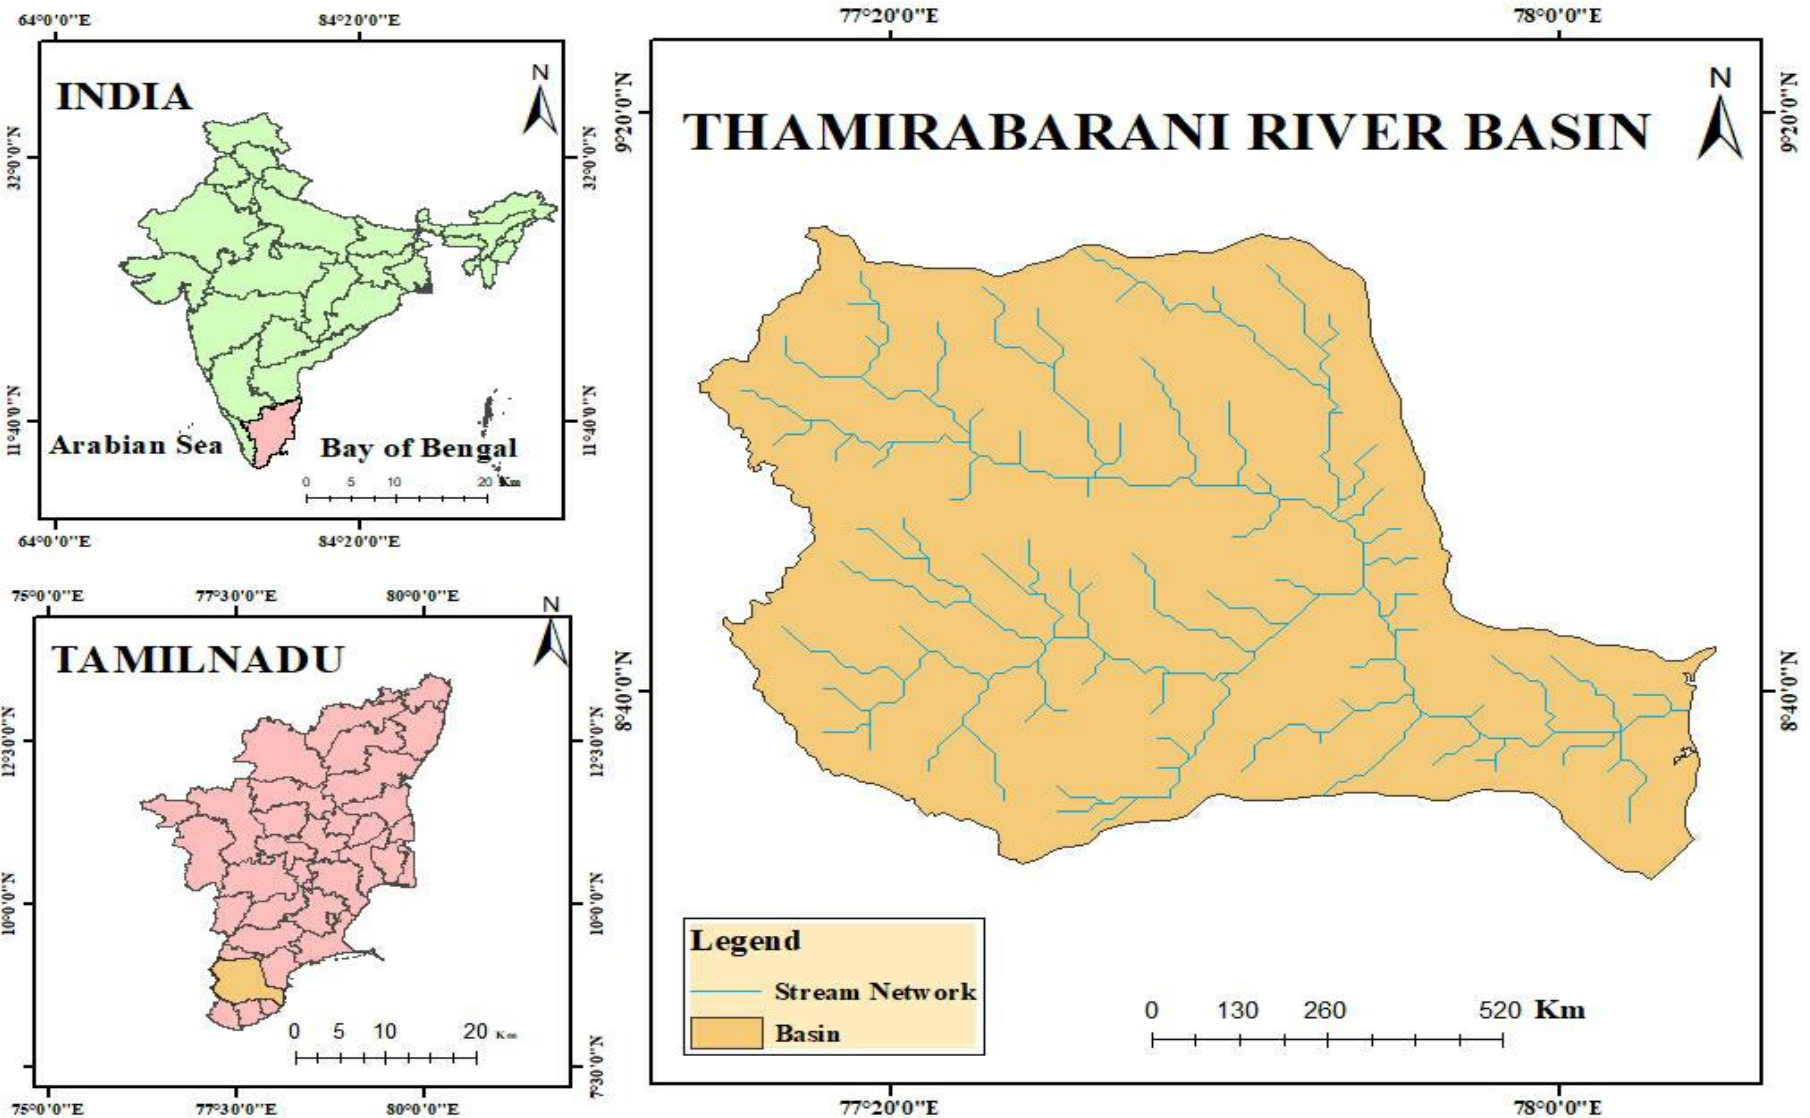 64°0'0"E 84°20'0"E
INDIA
N
32°0'0"N
32°0'0"N
11°40'0"N
11°40'0"N
Arabian Sea
Bay of Bengal
0 5 10 20 Km
64°0'0"E 84°20'0"E
75°0'0"E 77°30'0"E 80°0'0"E
TAMILNADU
N
12°30'0"N
12°30'0"N
10°0'0"N
10°0'0"N
7°30'0"N
0 5 10 20 Km
75°0'0"E 77°30'0"E 80°0'0"E
77°20'0"E 78°0'0"E
THAMIRABARANI RIVER BASIN
N
9°20'0"N
9°20'0"N
8°40'0"N
8°40'0"N
Legend
Stream Network
Basin
0 130 260 520 Km
77°20'0"E 78°0'0"E